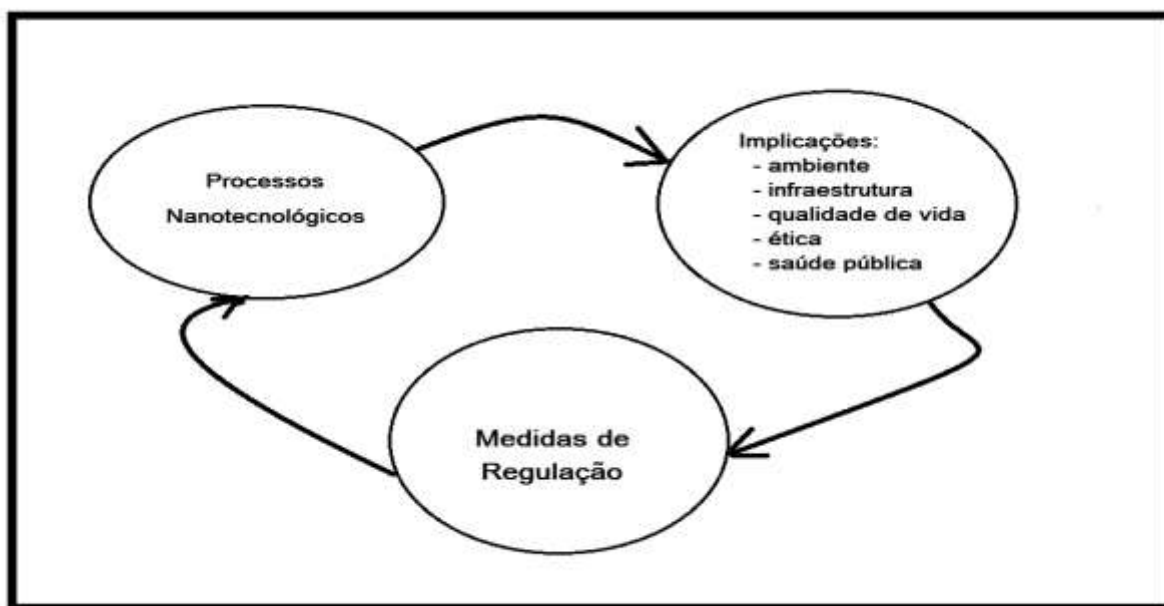 Processos
Nanotecnológicos
Implicações:
- ambiente
- infraestrutura
- qualidade de vida
- ética
- saúde pública
Medidas de
Regulação